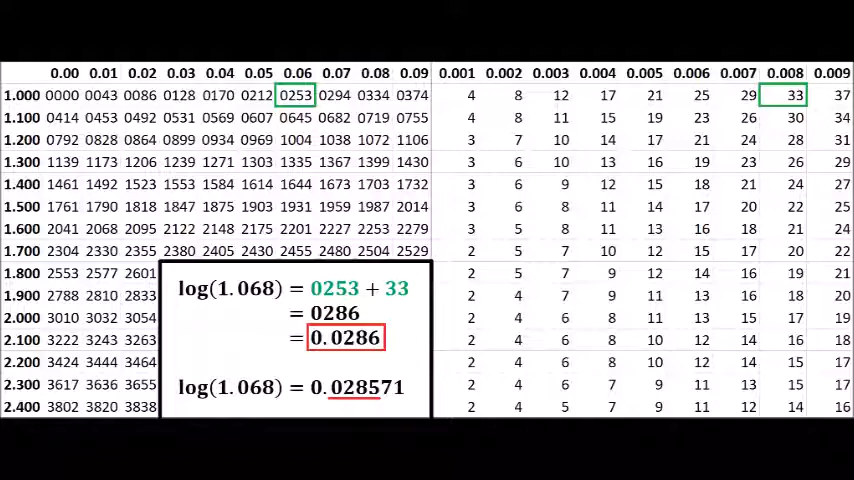 0.00 0.01 0.02 0.03 0.04 0.05 0.06 0.07 0.08 0.09 0.001 0.002 0.003 0.004 0.005 0.006 0.007 0.008 0.009
1.000 0000 0043 0086 0128 0170 0212 0253 0294 0334 0374 4 8 12 17 21 25 29 33 37
1.100 0414 0453 0492 0531 0569 0607 0645 0682 0719 0755 4 8 11 15 19 23 26 30 34
1.200 0792 0828 0864 0899 0934 0969 1004 1038 1072 1106 3 7 10 14 17 21 24 28 31
1.300 1139 1173 1206 1239 1271 1303 1335 1367 1399 1430 3 6 10 13 16 19 23 26 29
1.400 1461 1492 1523 1553 1584 1614 1644 1673 1703 1732 3 6 9 12 15 18 21 24 27
1.500 1761 1790 1818 1847 1875 1903 1931 1959 1987 2014 3 6 8 11 14 17 20 22 25
1.600 2041 2068 2095 2122 2148 2175 2201 2227 2253 2279 3 5 8 11 13 16 18 21 24
1.700 2304 2330 2355 2380 2405 2430 2455 2480 2504 2529 2 5 7 10 12 15 17 20 22
1.800 2553 2577 2601 2 5 7 9 12 14 16 19 21
1.900 2788 2810 2833 2 4 7 9 11 13 16 18 20
2.000 3010 3032 3054 2 4 6 8 11 13 15 17 19
2.100 3222 3243 3263 2 4 6 8 10 12 14 16 18
2.200 3424 3444 3464 2 4 6 8 10 12 14 15 17
2.300 3617 3636 3655 2 4 6 7 9 11 13 15 17
2.400 3802 3820 3838 2 4 5 7 9 11 12 14 16
log(1.068) = 0253 + 33
= 0286
= 0.0286
log(1.068) = 0.028571